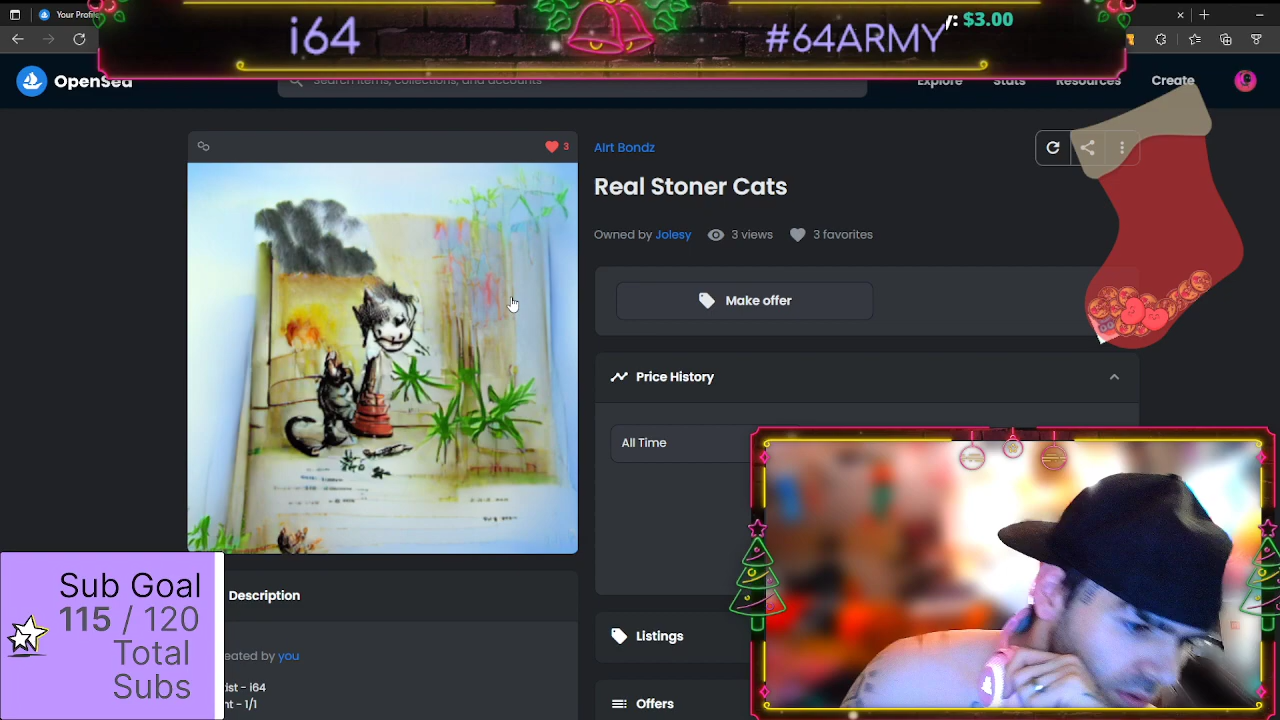 Your Profi
i64
#64ARMY
: $3.00
OpenSea
Search items, collections, and accounts
Explore
Stats
Resources
Create
3
AIrt Bondz
Real Stoner Cats
Owned by Jolesy
3 views
3 favorites
Make offer
Price History
All Time
Sub Goal
115 / 120
Total
Subs
Description
eated by you
ist - i64
nt - 1/1
Listings
Offers